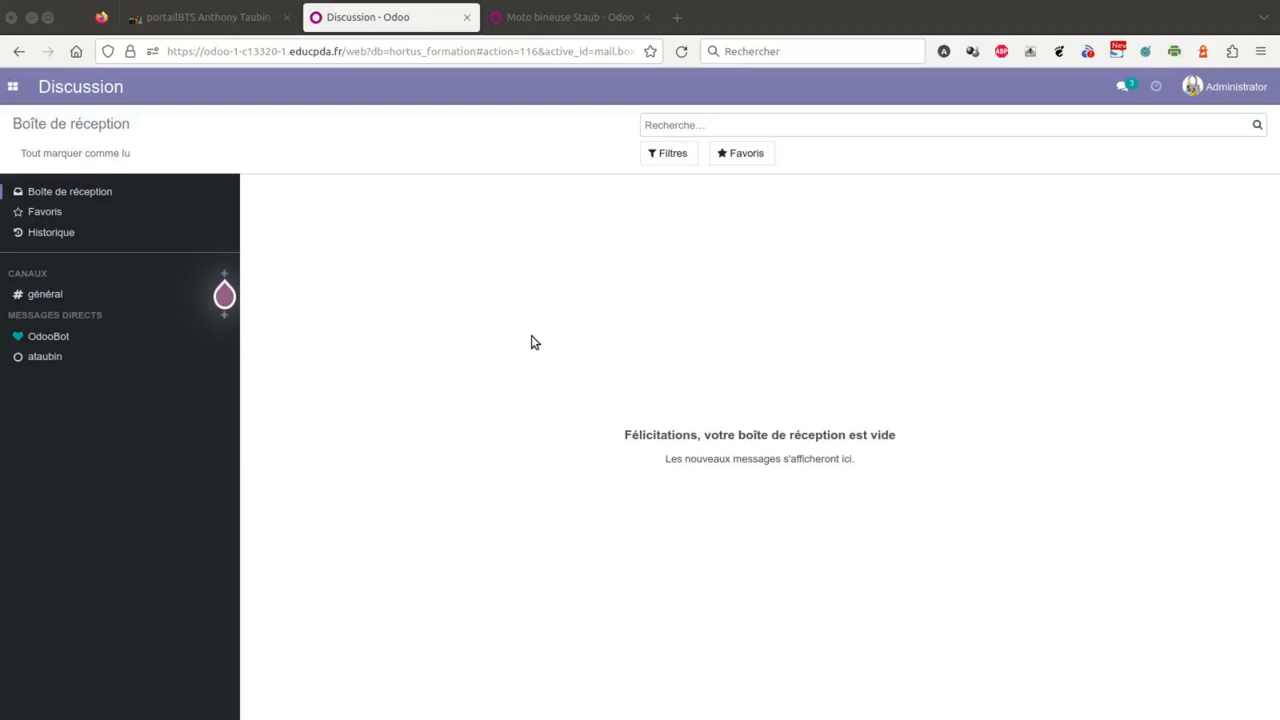 portailBTS Anthony Taubin
Discussion - Odoo
Moto bineuse Staub - Odoo
https://odoo-1-c13320-1.educpda.fr/web?db=hortus_formation#action=116&active_id=mail.box
Rechercher
A
ABP
New
Discussion
3
Administrator
Boîte de réception
Recherche...
Tout marquer comme lu
Filtres
Favoris
Boîte de réception
Favoris
Historique
CANAUX
+
# général
MESSAGES DIRECTS
+
OdooBot
ataubin
Félicitations, votre boîte de réception est vide
Les nouveaux messages s'afficheront ici.